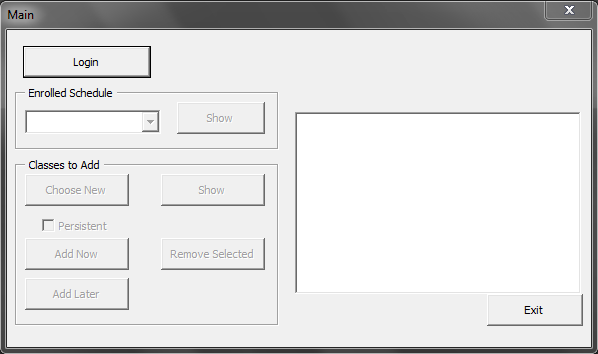 Main
Login
Enrolled Schedule
Show
Classes to Add
Choose New
Show
Persistent
Add Now
Remove Selected
Add Later
Exit